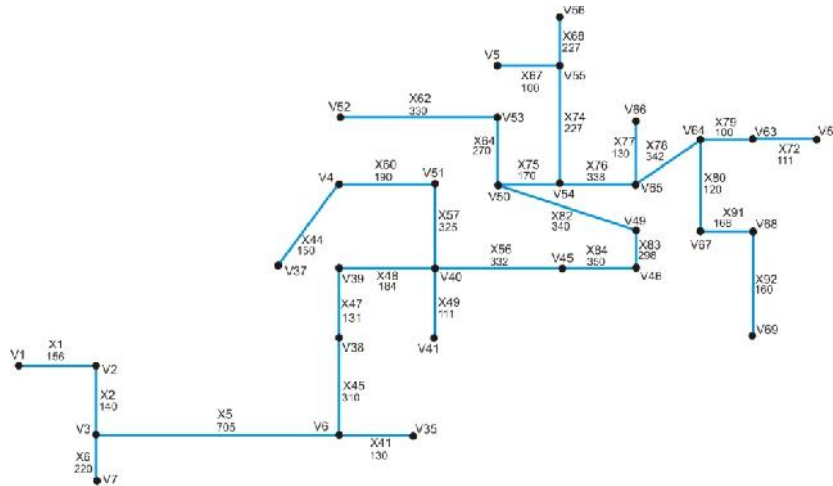 V56
X68
227
V5
X67
100
V55
X62
330
V52
V53
X74
227
V66
X64
270
X77
130
X78
342
V64
X79
100
V63
V5
X72
111
X60
190
V4
V51
X75
170
X76
338
V50
V54
V65
X80
120
X82
340
X44
150
X57
325
V49
X91
168
V67
V68
V37
V39
X48
184
V40
X56
332
V45
X84
350
X83
298
V46
X92
160
X47
131
X49
111
V38
V41
V69
V1
X1
156
V2
X2
140
X45
310
V3
X5
705
V6
X41
130
V35
X6
220
V7